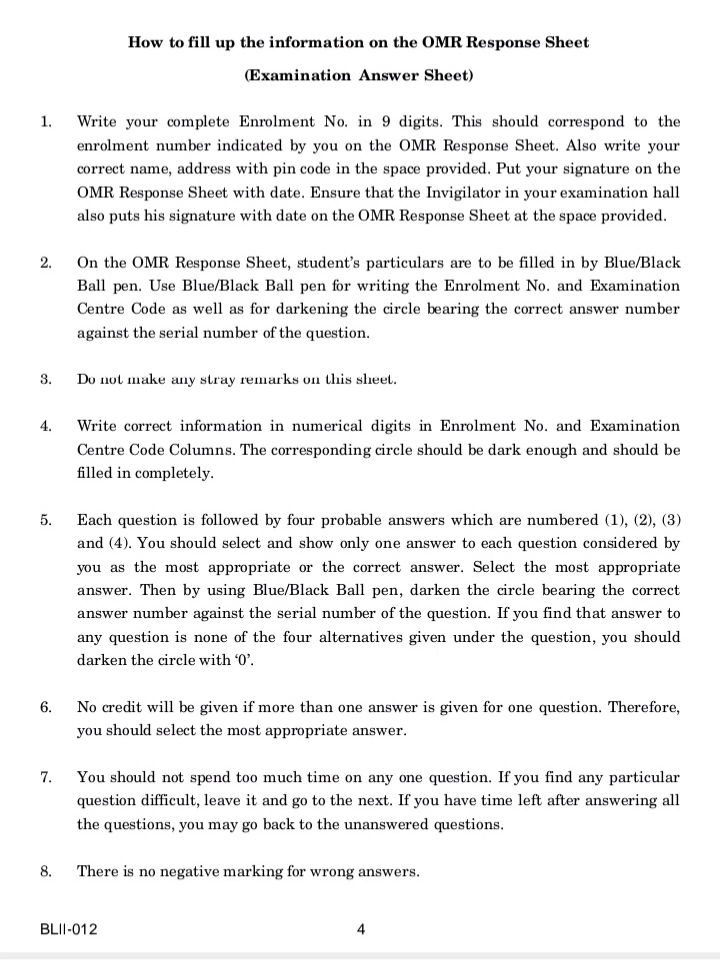 How to fill up the information on the OMR Response Sheet
(Examination Answer Sheet)
1. Write your complete Enrolment No. in 9 digits. This should correspond to the
enrolment number indicated by you on the OMR Response Sheet. Also write your
correct name, address with pin code in the space provided. Put your signature on the
OMR Response Sheet with date. Ensure that the Invigilator in your examination hall
also puts his signature with date on the OMR Response Sheet at the space provided.
2. On the OMR Response Sheet, student’s particulars are to be filled in by Blue/Black
Ball pen. Use Blue/Black Ball pen for writing the Enrolment No. and Examination
Centre Code as well as for darkening the circle bearing the correct answer number
against the serial number of the question.
3. Do not make any stray remarks on this sheet.
4. Write correct information in numerical digits in Enrolment No. and Examination
Centre Code Columns. The corresponding circle should be dark enough and should be
filled in completely.
5. Each question is followed by four probable answers which are numbered (1), (2), (3)
and (4). You should select and show only one answer to each question considered by
you as the most appropriate or the correct answer. Select the most appropriate
answer. Then by using Blue/Black Ball pen, darken the circle bearing the correct
answer number against the serial number of the question. If you find that answer to
any question is none of the four alternatives given under the question, you should
darken the circle with ‘0’.
6. No credit will be given if more than one answer is given for one question. Therefore,
you should select the most appropriate answer.
7. You should not spend too much time on any one question. If you find any particular
question difficult, leave it and go to the next. If you have time left after answering all
the questions, you may go back to the unanswered questions.
8. There is no negative marking for wrong answers.
BLII-012 4